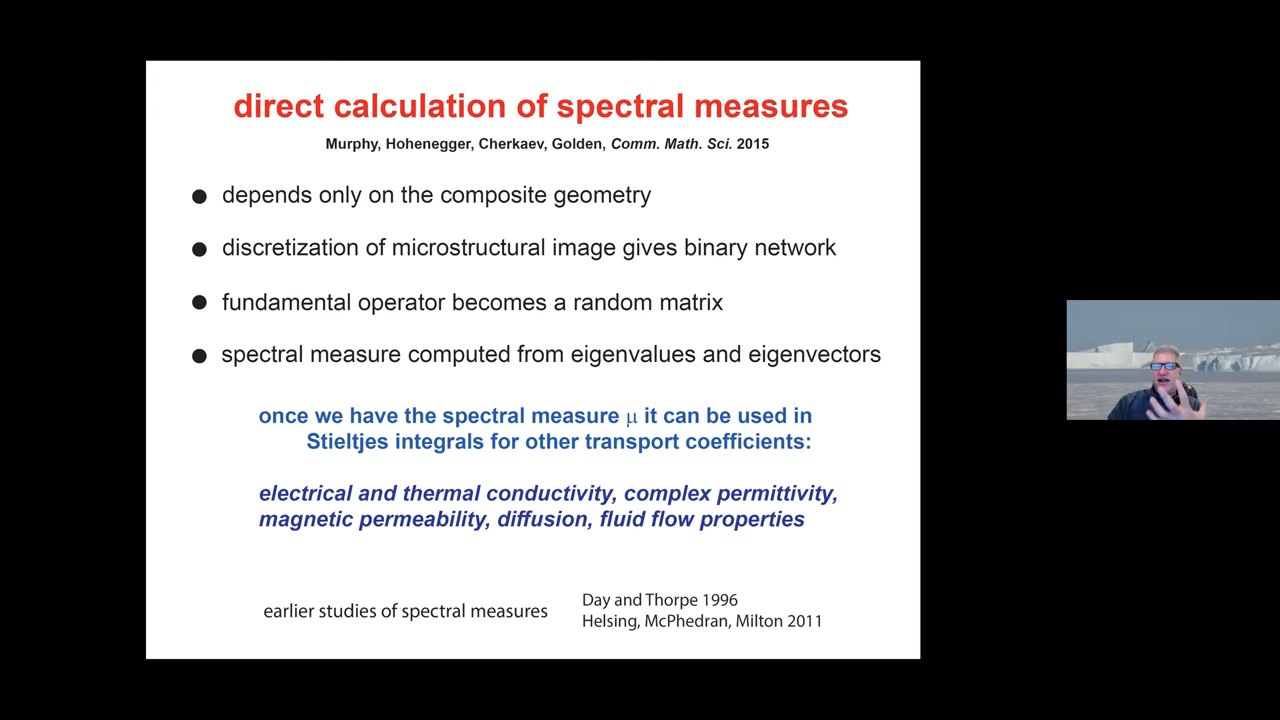 direct calculation of spectral measures
Murphy, Hohenegger, Cherkaev, Golden, Comm. Math. Sci. 2015
● depends only on the composite geometry
● discretization of microstructural image gives binary network
● fundamental operator becomes a random matrix
● spectral measure computed from eigenvalues and eigenvectors
once we have the spectral measure μ it can be used in
Stieltjes integrals for other transport coefficients:
electrical and thermal conductivity, complex permittivity,
magnetic permeability, diffusion, fluid flow properties
earlier studies of spectral measures
Day and Thorpe 1996
Helsing, McPhedran, Milton 2011